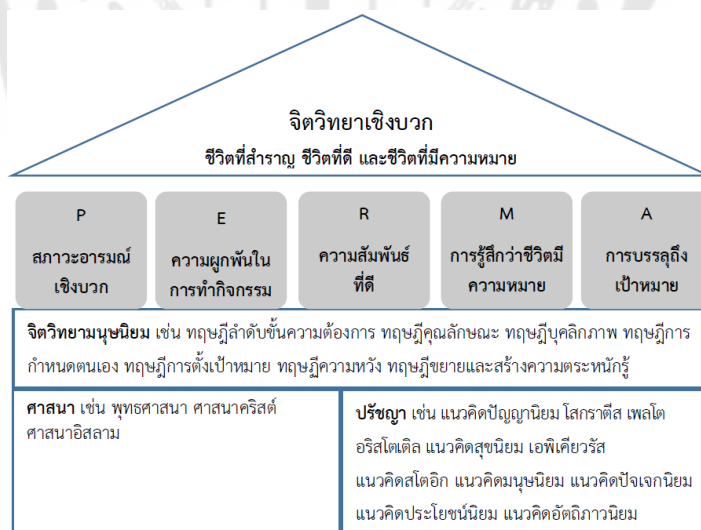 จิตวิทยาเชิงบวก
ชีวิตที่สำราญ ชีวิตที่ดี และชีวิตที่มีความหมาย
P
สภาวะอารมณ์
เชิงบวก
E
ความผูกพันใน
การทำกิจกรรม
R
ความสัมพันธ์
ที่ดี
M
การรู้สึกว่าชีวิตมี
ความหมาย
A
การบรรลุถึง
เป้าหมาย
จิตวิทยามนุษนิยม เช่น ทฤษฎีลำดับขั้นความต้องการ ทฤษฎีคุณลักษณะ ทฤษฎีบุคลิกภาพ ทฤษฎีการ
กำหนดตนเอง ทฤษฎีการตั้งเป้าหมาย ทฤษฏีความหวัง ทฤษฎีขยายและสร้างความตระหนักรู้
ศาสนา เช่น พุทธศาสนา ศาสนาคริสต์
ศาสนาอิสลาม
ปรัชญา เช่น แนวคิดปัญญานิยม โสกราตีส เพลโต
อริสโตเติล แนวคิดสุขนิยม เอพิเคียวรัส
แนวคิดสโตอิก แนวคิดมนุษนิยม แนวคิดปัจเจกนิยม
แนวคิดประโยชน์นิยม แนวคิดอัตถิภาวนิยม